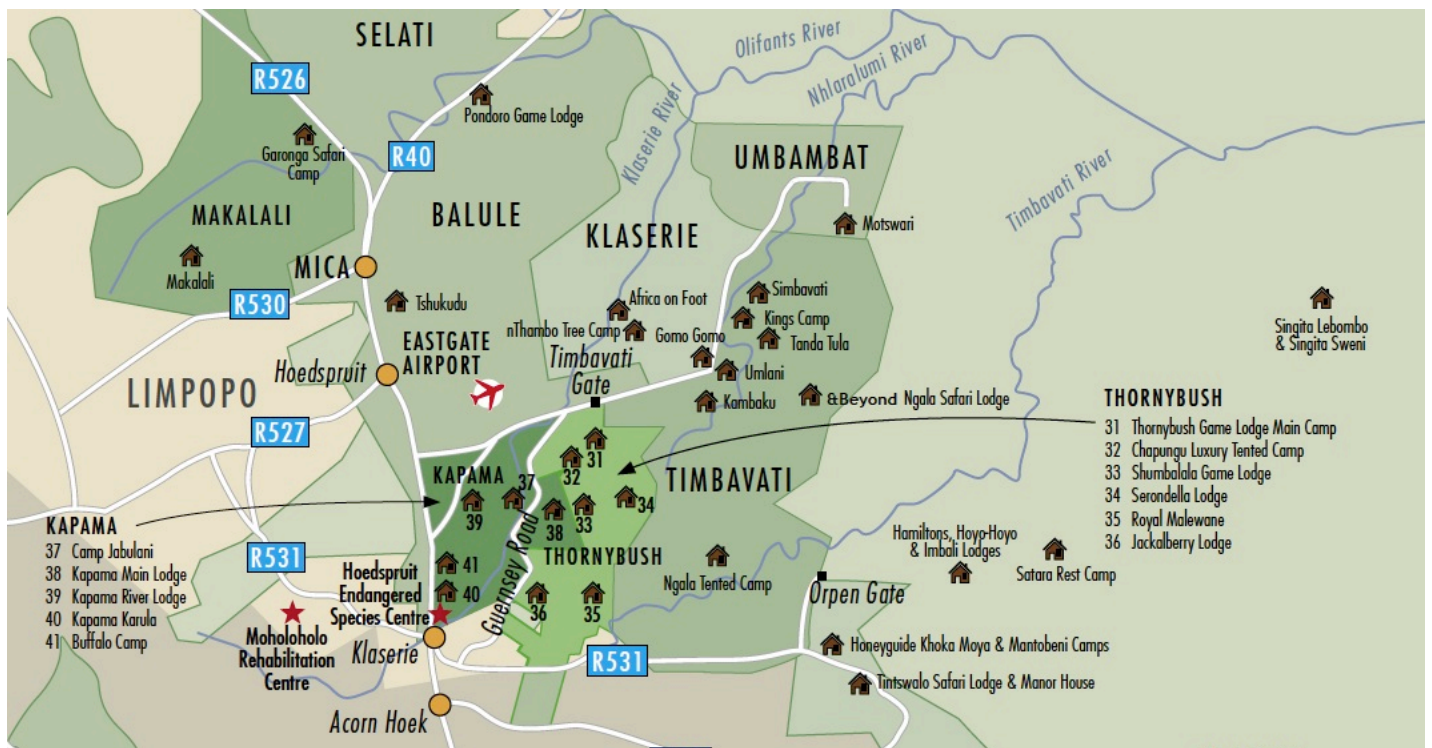 SELATI
Olifants River
Nhlaralumi River
R526
Pondoro Game Lodge
Klaserie River
Garonga Safari
Camp
R40
UMBAMBAT
Timbavati River
MAKALALI
BALULE
KLASERIE
Motswari
Makalali
MICA
R530
Tshukudu
Africa on Foot
Simbavati
nThambo Tree Camp
Kings Camp
Gomo Gomo
Tanda Tula
Singita Lebombo
& Singita Sweni
EASTGATE
AIRPORT
Timbavati
Gate
Hoedspruit
Umlani
LIMPOPO
Kambaku
&Beyond Ngala Safari Lodge
R527
THORNYBUSH
31 Thornybush Game Lodge Main Camp
32 Chapungu Luxury Tented Camp
33 Shumbalala Game Lodge
34 Serondella Lodge
35 Royal Malewane
36 Jackalberry Lodge
31
32
KAPAMA
37
TIMBAVATI
39
38
33
34
KAPAMA
37 Camp Jabulani
38 Kapama Main Lodge
39 Kapama River Lodge
40 Kapama Karula
41 Buffalo Camp
R531
Guernsey Road
THORNYBUSH
Hamiltons, Hoyo-Hoyo
& Imbali Lodges
Satara Rest Camp
Ngala Tented Camp
Orpen Gate
Hoedspruit
Endangered
Species Centre
41
40
36
35
Moholoholo
Rehabilitation
Centre
Klaserie
R531
Honeyguide Khoka Moya & Mantobeni Camps
Tintswalo Safari Lodge & Manor House
Acorn Hoek